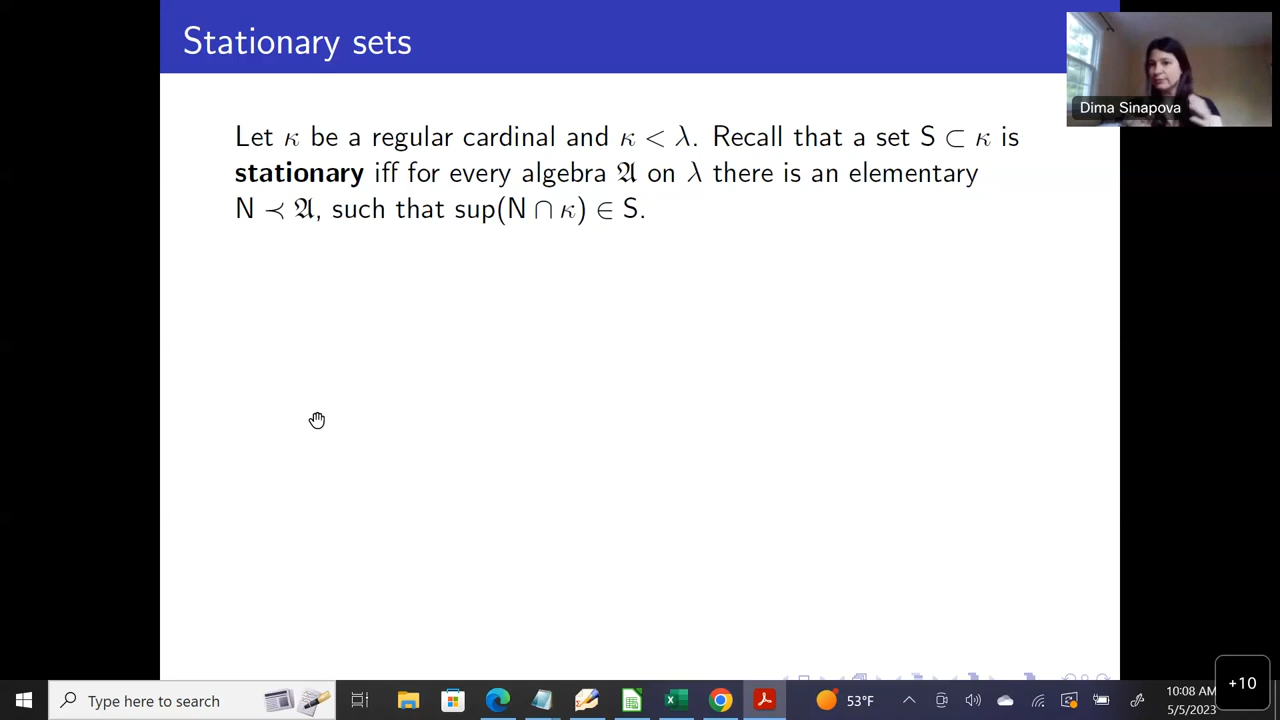 Stationary sets
Dima Sinapova
Let κ be a regular cardinal and κ < λ. Recall that a set S ⊂ κ is
stationary iff for every algebra 𝔄 on λ there is an elementary
N ≺ 𝔄, such that sup(N ∩ κ) ∈ S.
+10
Type here to search
53°F
10:08 AM
5/5/2023